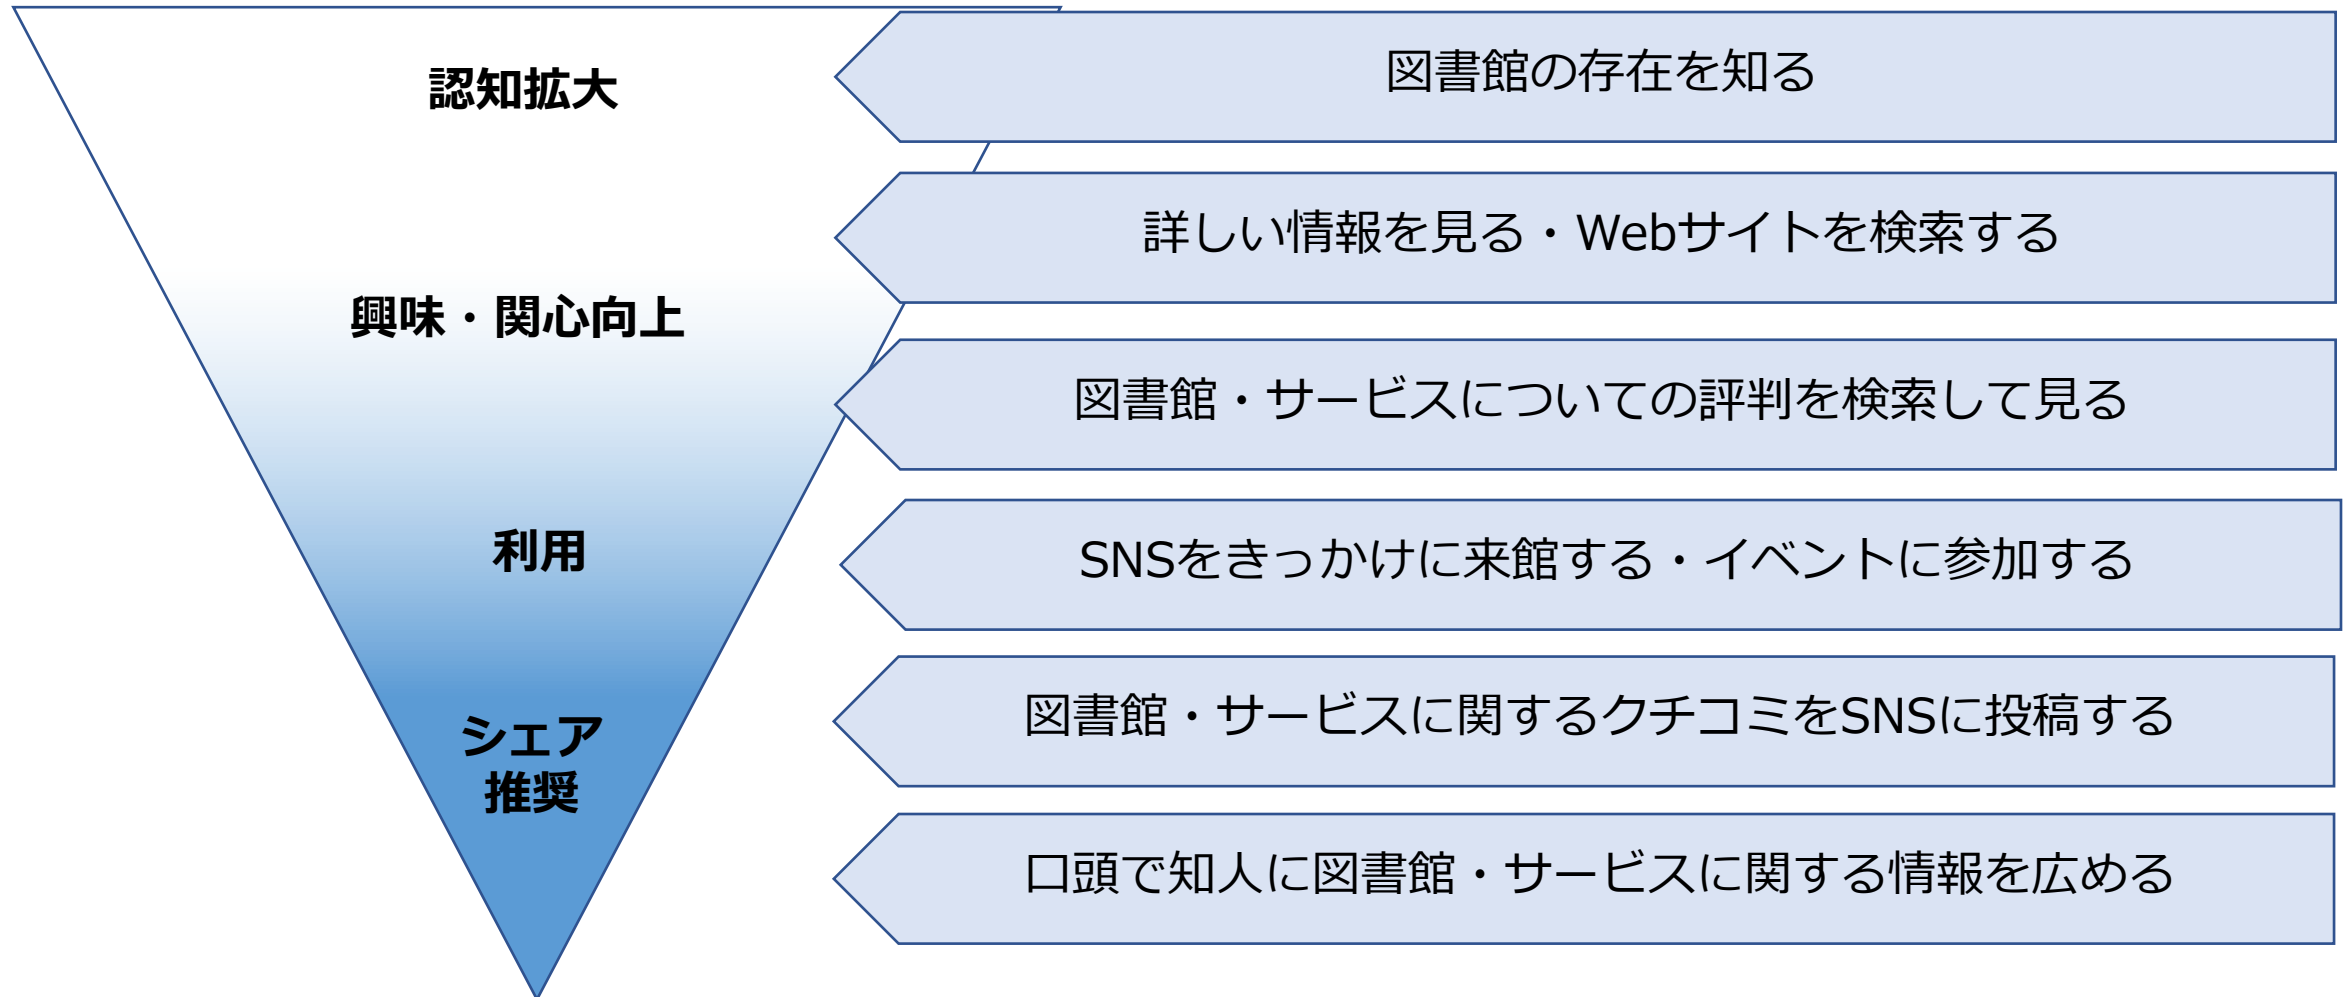 認知拡大
図書館の存在を知る
詳しい情報を見る・Webサイトを検索する
興味・関心向上
図書館・サービスについての評判を検索して見る
利用
SNSをきっかけに来館する・イベントに参加する
シェア
推奨
図書館・サービスに関するクチコミをSNSに投稿する
口頭で知人に図書館・サービスに関する情報を広める